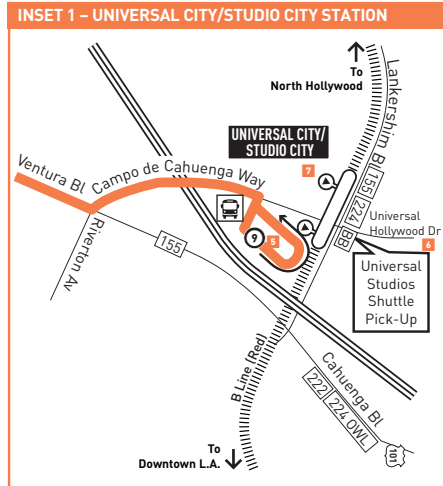 INSET 1 – UNIVERSAL CITY/STUDIO CITY STATION
To
North Hollywood
Lankershim Bl
UNIVERSAL CITY/
STUDIO CITY
7
Ventura Bl
Campo de Cahuenga Way
155
224
BB
Universal
Hollywood Dr
6
Riverton Av
155
9
5
Universal
Studios
Shuttle
Pick-Up
B Line (Red)
Cahuenga Bl
222
224 OWL
101
To
Downtown L.A.